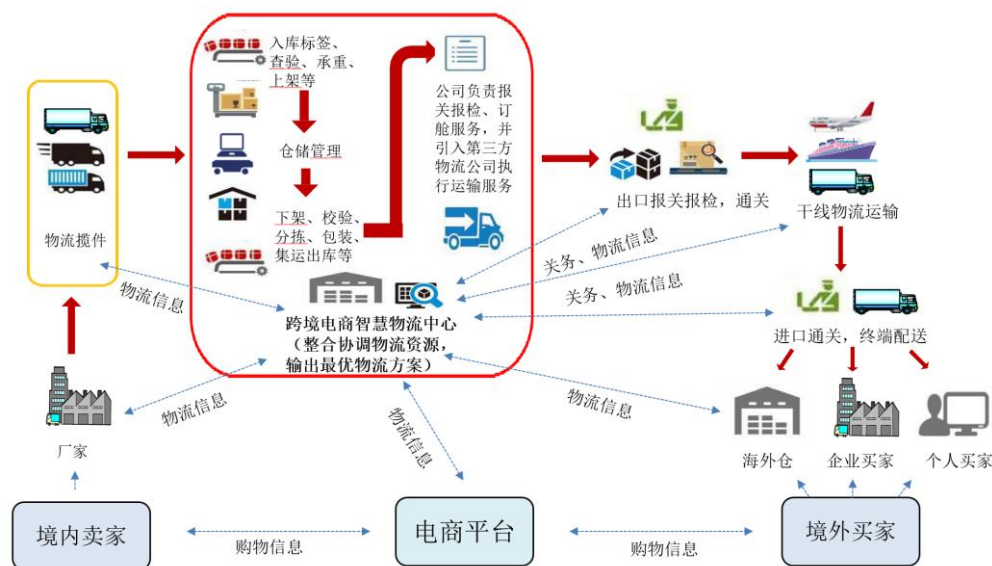 入库标签、
查验、承重、
上架等
仓储管理
下架、校验、
分拣、包装、
集运出库等
公司负责报
关报检、订
舱服务，并
引入第三方
物流公司执
行运输服务
物流揽件
出口报关报检，通关
干线物流运输
物流信息
关务、物流信息
关务、物流信息
跨境电商智慧物流中心
（整合协调物流资源，
输出最优物流方案）
进口通关，终端配送
物流信息
物流信息
物流信息
厂家
海外仓
企业买家
个人买家
境内卖家
电商平台
境外买家
购物信息
购物信息